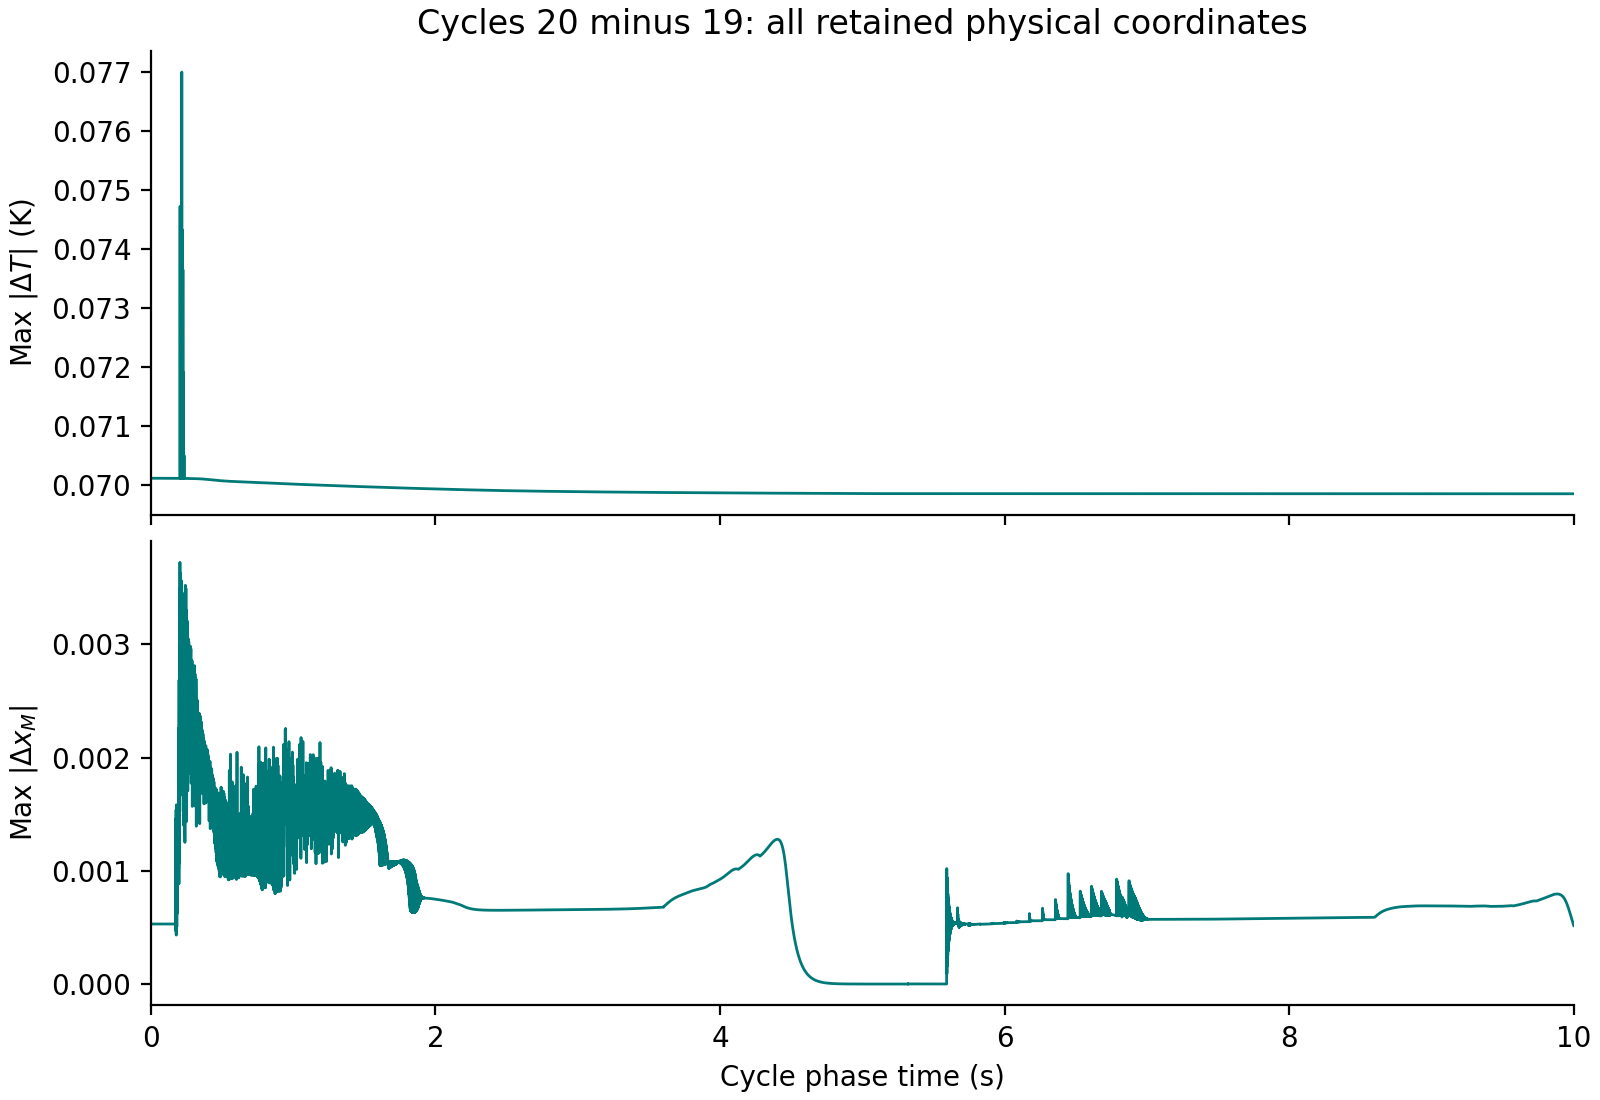 Cycles 20 minus 19: all retained physical coordinates
0.077
0.076
0.075
0.074
0.073
0.072
0.071
0.070
Max |ΔT| (K)
0.003
0.002
0.001
0.000
Max |Δx_M|
0 2 4 6 8 10
Cycle phase time (s)